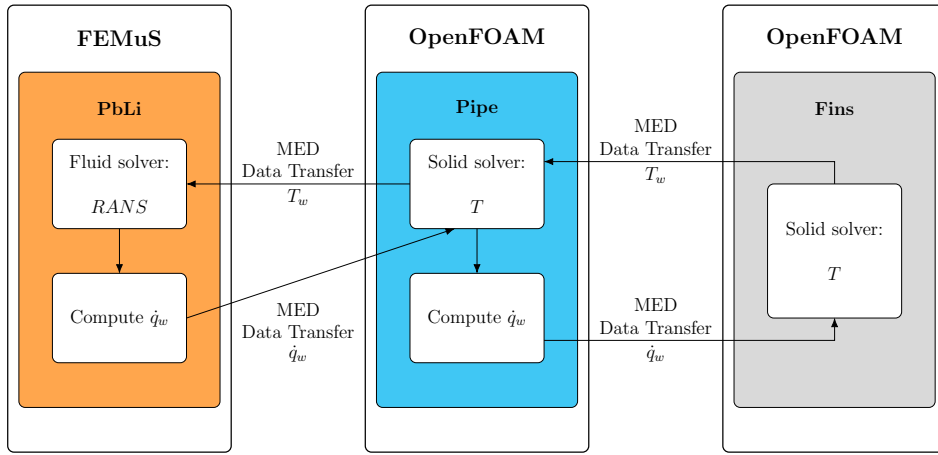 FEMuS
OpenFOAM
OpenFOAM
PbLi
Pipe
Fins
Fluid solver:
RANS
MED
Data Transfer
T_w
Solid solver:
T
MED
Data Transfer
T_w
Solid solver:
T
Compute q̇_w
MED
Data Transfer
q̇_w
Compute q̇_w
MED
Data Transfer
q̇_w